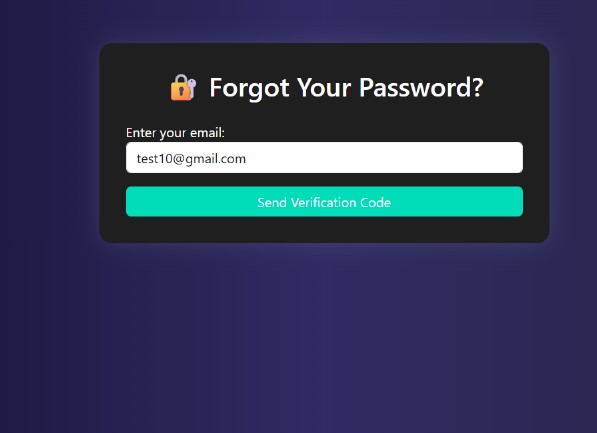 🔐 Forgot Your Password?
Enter your email:
test10@gmail.com
Send Verification Code